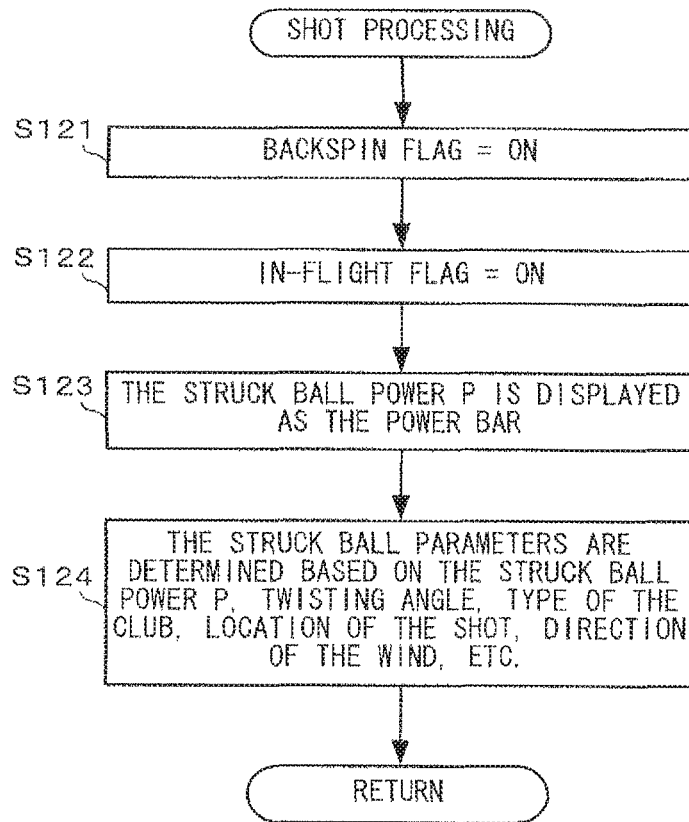 SHOT PROCESSING
S121
BACKSPIN FLAG = ON
S122
IN-FLIGHT FLAG = ON
S123
THE STRUCK BALL POWER P IS DISPLAYED
AS THE POWER BAR
S124
THE STRUCK BALL PARAMETERS ARE
DETERMINED BASED ON THE STRUCK BALL
POWER P, TWISTING ANGLE, TYPE OF THE
CLUB, LOCATION OF THE SHOT, DIRECTION
OF THE WIND, ETC.
RETURN